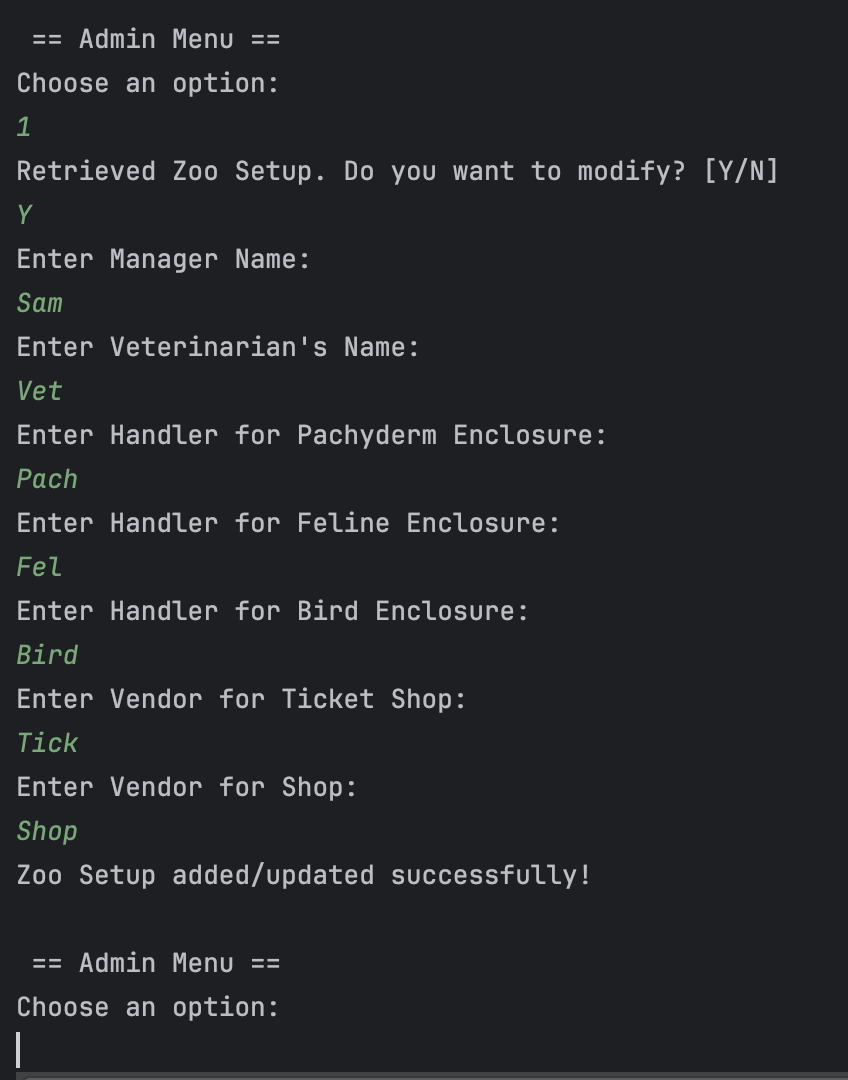 == Admin Menu ==
Choose an option:
1
Retrieved Zoo Setup. Do you want to modify? [Y/N]
Y
Enter Manager Name:
Sam
Enter Veterinarian's Name:
Vet
Enter Handler for Pachyderm Enclosure:
Pach
Enter Handler for Feline Enclosure:
Fel
Enter Handler for Bird Enclosure:
Bird
Enter Vendor for Ticket Shop:
Tick
Enter Vendor for Shop:
Shop
Zoo Setup added/updated successfully!
== Admin Menu ==
Choose an option: